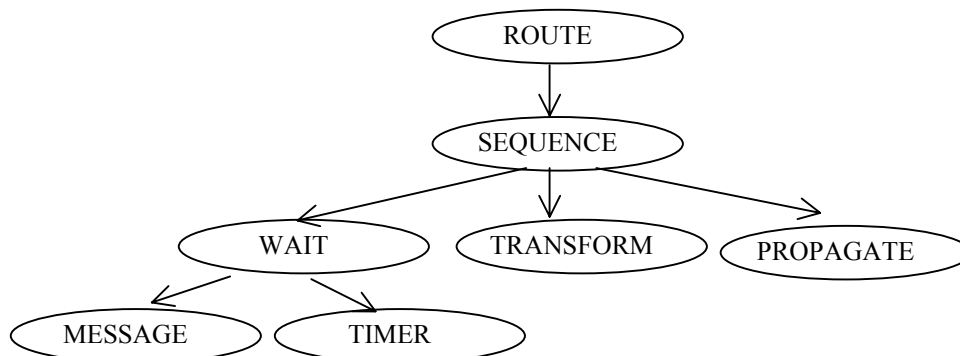 ROUTE
SEQUENCE
WAIT
TRANSFORM
PROPAGATE
MESSAGE
TIMER